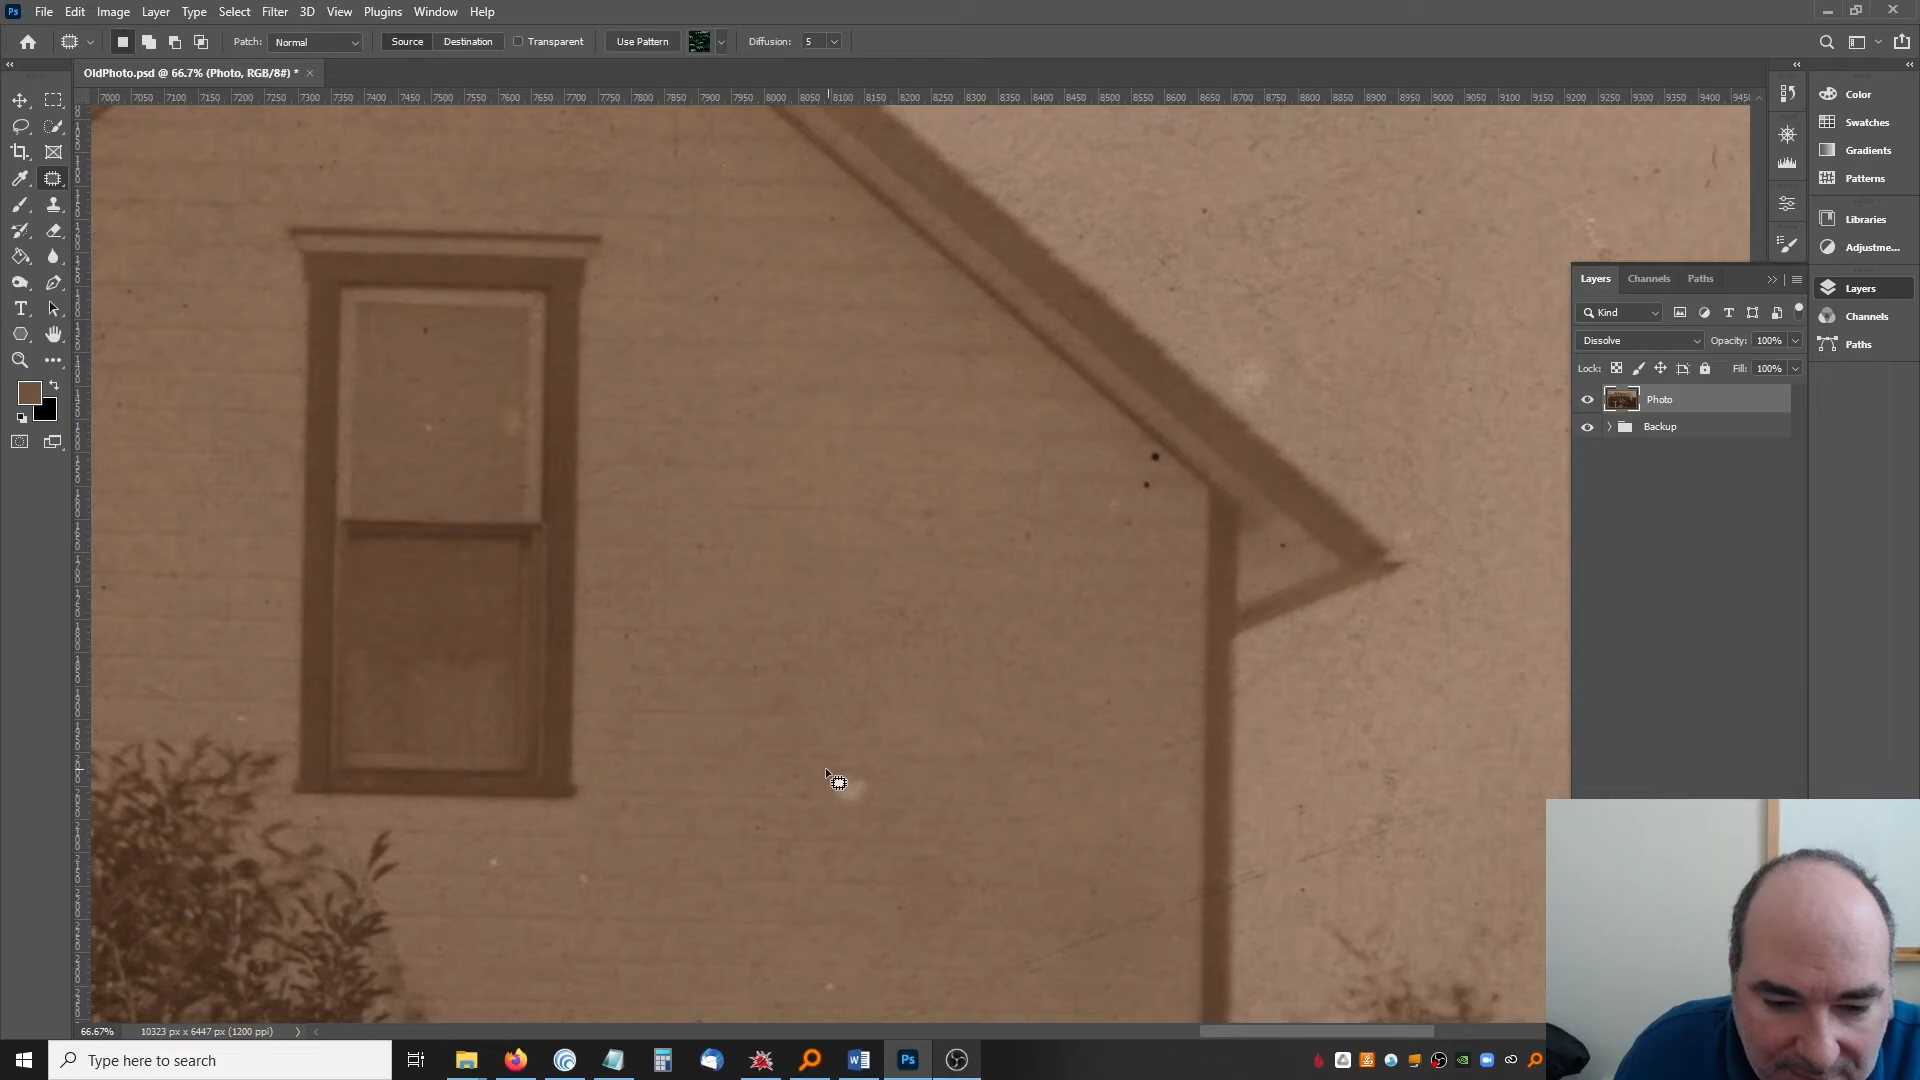 Ps File Edit Image Layer Type Select Filter 3D View Plugins Window Help
Patch: Normal Source Destination Transparent Use Pattern Diffusion: 5
OldPhoto.psd @ 66.7% (Photo, RGB/8#) * ×
7000 7050 7100 7150 7200 7250 7300 7350 7400 7450 7500 7550 7600 7650 7700 7750 7800 7850 7900 7950 8000 8050 8100 8150 8200 8250 8300 8350 8400 8450 8500 8550 8600 8650 8700 8750 8800 8850 8900 8950 9000 9050 9100 9150 9200 9250 9300 9350 9400
Color
Swatches
Gradients
Patterns
Libraries
Adjustme...
Layers
Channels
Paths
Layers Channels Paths
Kind
Dissolve Opacity: 100%
Lock: Fill: 100%
Photo
Backup
66.67% 10323 px x 6447 px (1200 ppi)
Type here to search
Ps